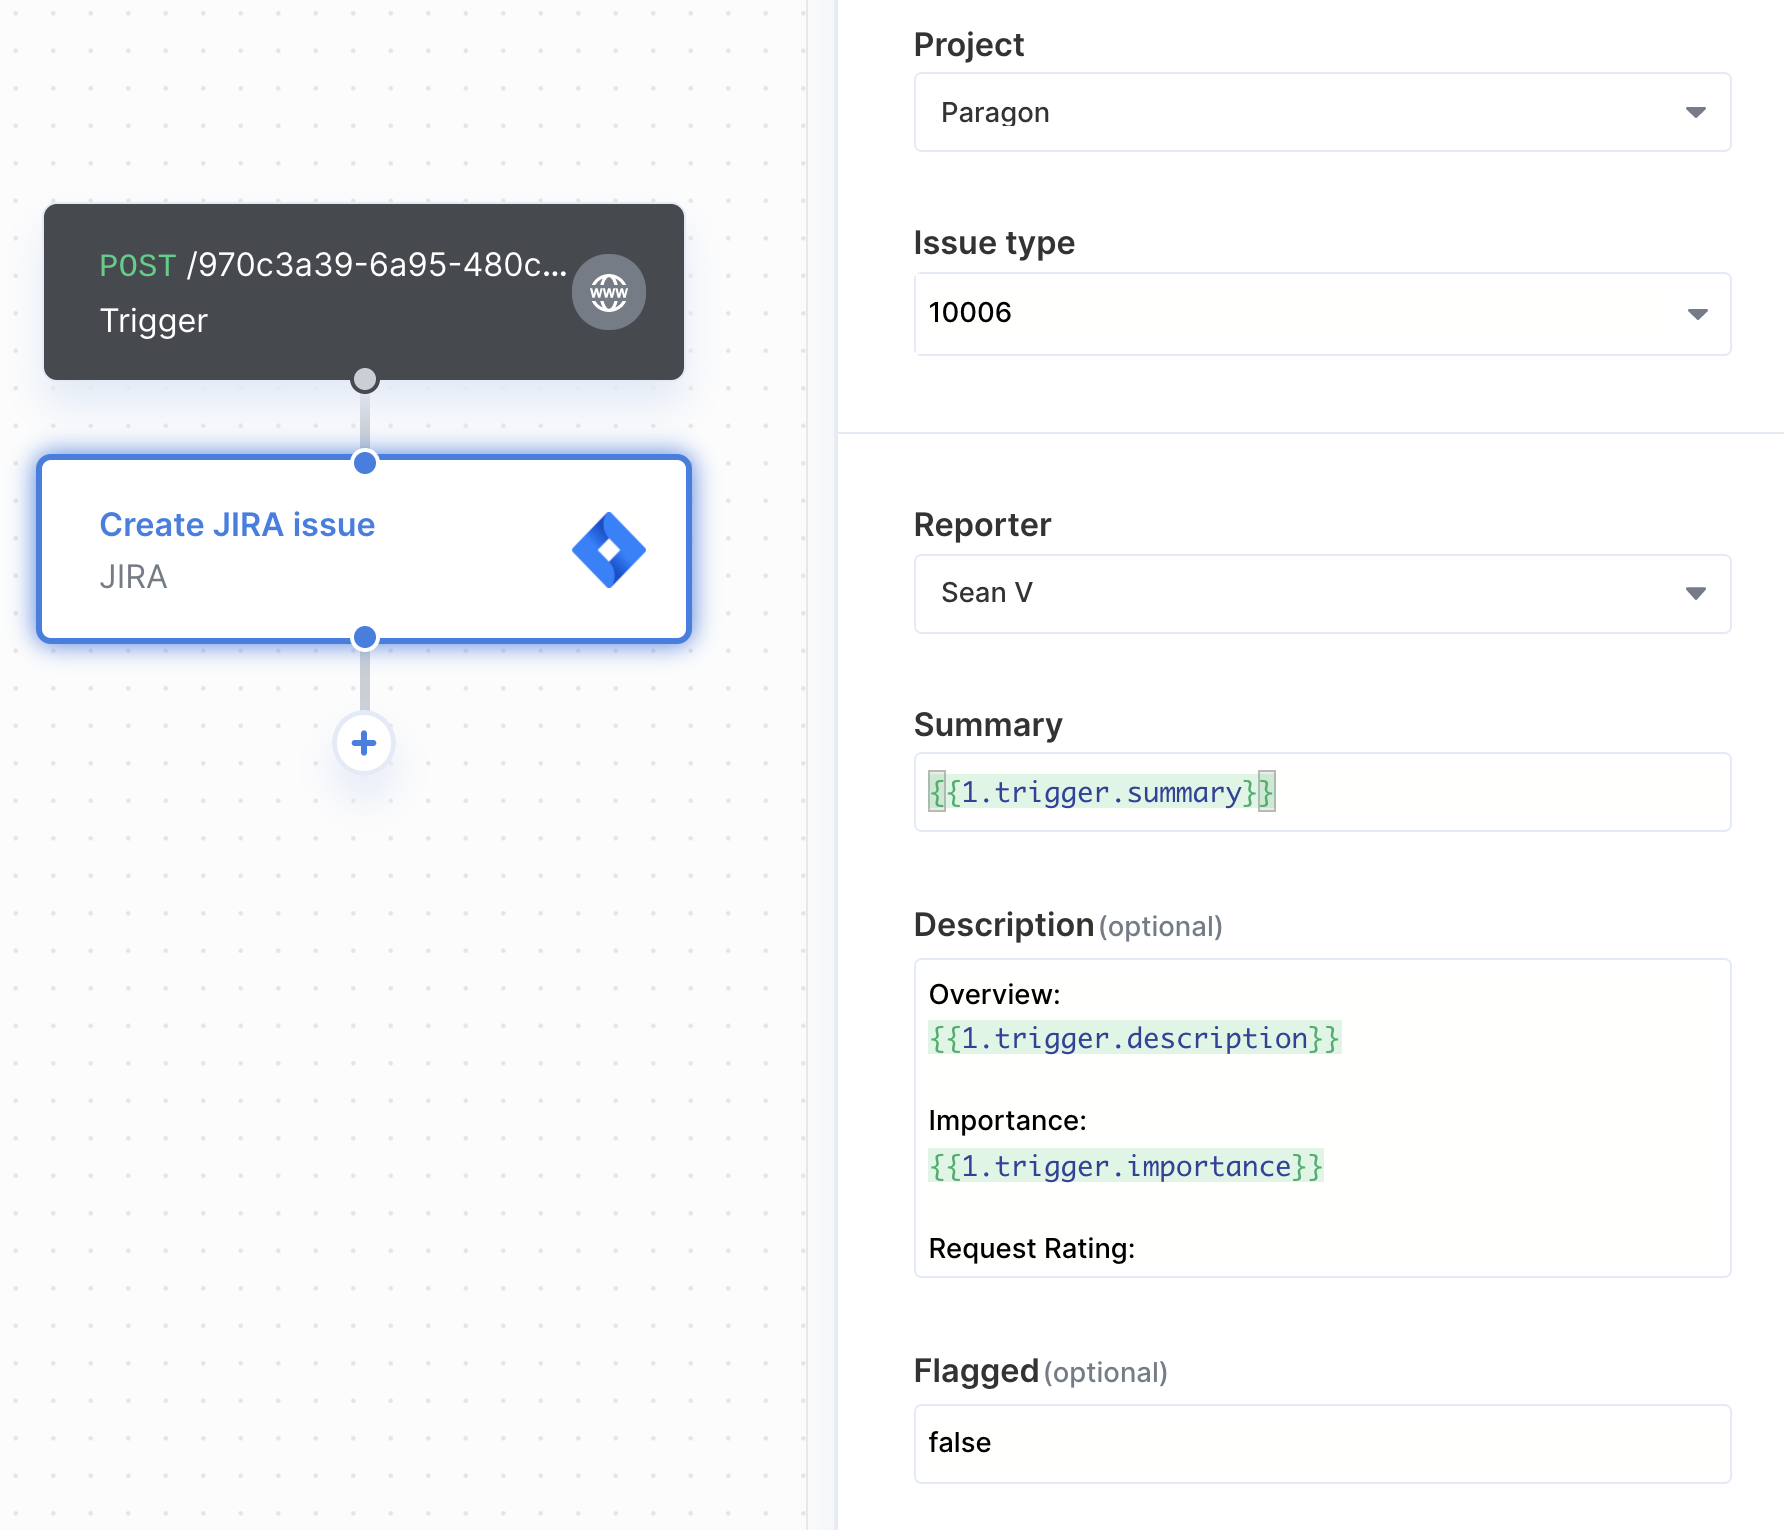 POST /970c3a39-6a95-480c...
Trigger
WWW
Create JIRA issue
JIRA
Project
Paragon
Issue type
10006
Reporter
Sean V
Summary
{{1.trigger.summary}}
Description (optional)
Overview:
{{1.trigger.description}}
Importance:
{{1.trigger.importance}}
Request Rating:
Flagged (optional)
false